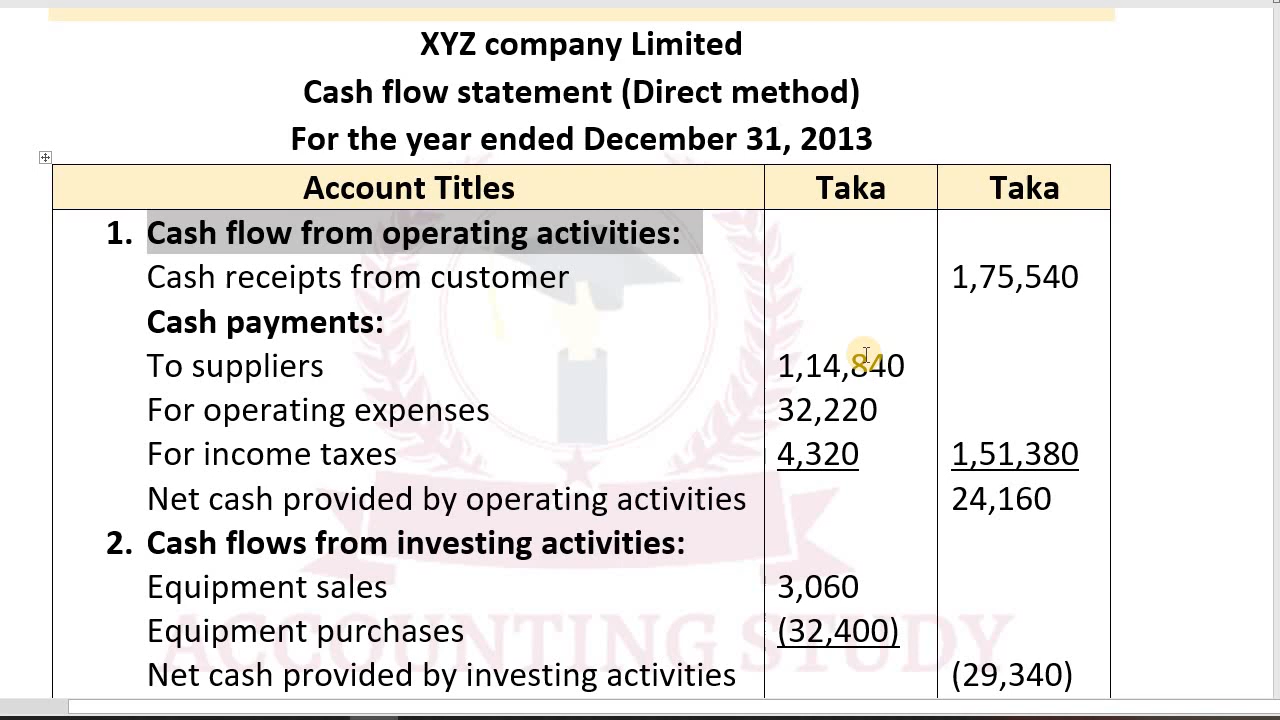 XYZ company Limited
Cash flow statement (Direct method)
For the year ended December 31, 2013
Account Titles Taka Taka
1. Cash flow from operating activities:
Cash receipts from customer 1,75,540
Cash payments:
To suppliers 1,14,840
For operating expenses 32,220
For income taxes 4,320 1,51,380
Net cash provided by operating activities 24,160
2. Cash flows from investing activities:
Equipment sales 3,060
Equipment purchases (32,400)
Net cash provided by investing activities (29,340)
ACCOUNTING STUDY